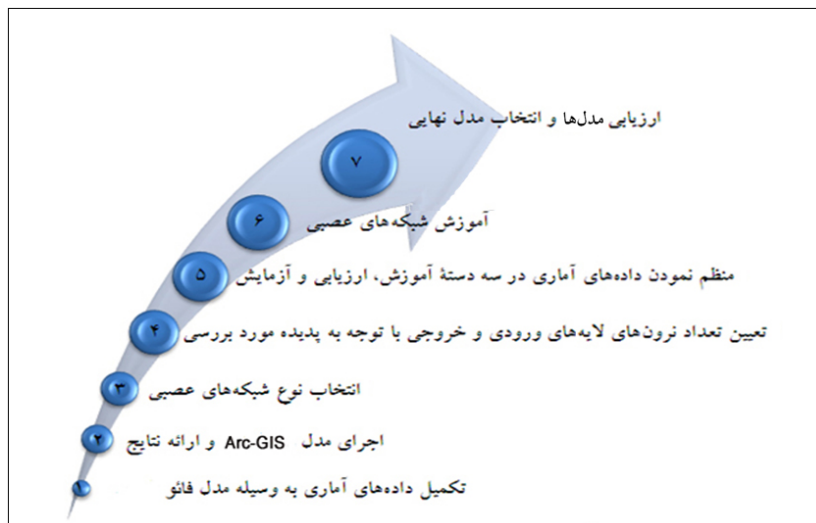 ارزیابی مدل‌ها و انتخاب مدل نهایی
۷
آموزش شبکه‌های عصبی
۶
منظم نمودن داده‌های آماری در سه دستهٔ آموزش، ارزیابی و آزمایش
۵
تعیین تعداد نرون‌های لایه‌های ورودی و خروجی با توجه به پدیده مورد بررسی
۴
انتخاب نوع شبکه‌های عصبی
۳
اجرای مدل Arc-GIS و ارائه نتایج
۲
تکمیل داده‌های آماری به وسیله مدل فائو
۱